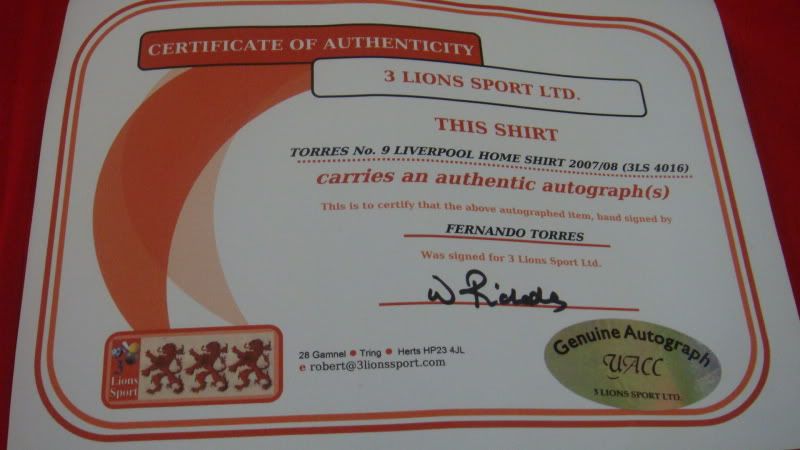 CERTIFICATE OF AUTHENTICITY
3 LIONS SPORT LTD.
THIS SHIRT
TORRES No. 9 LIVERPOOL HOME SHIRT 2007/08 (3LS 4016)
carries an authentic autograph(s)
This is to certify that the above autographed item, hand signed by
FERNANDO TORRES
Was signed for 3 Lions Sport Ltd.
Lions
Sport
28 Gamnel • Tring • Herts HP23 4JL
e robert@3lionssport.com
Genuine Autograph
UACC
3 LIONS SPORT LTD.